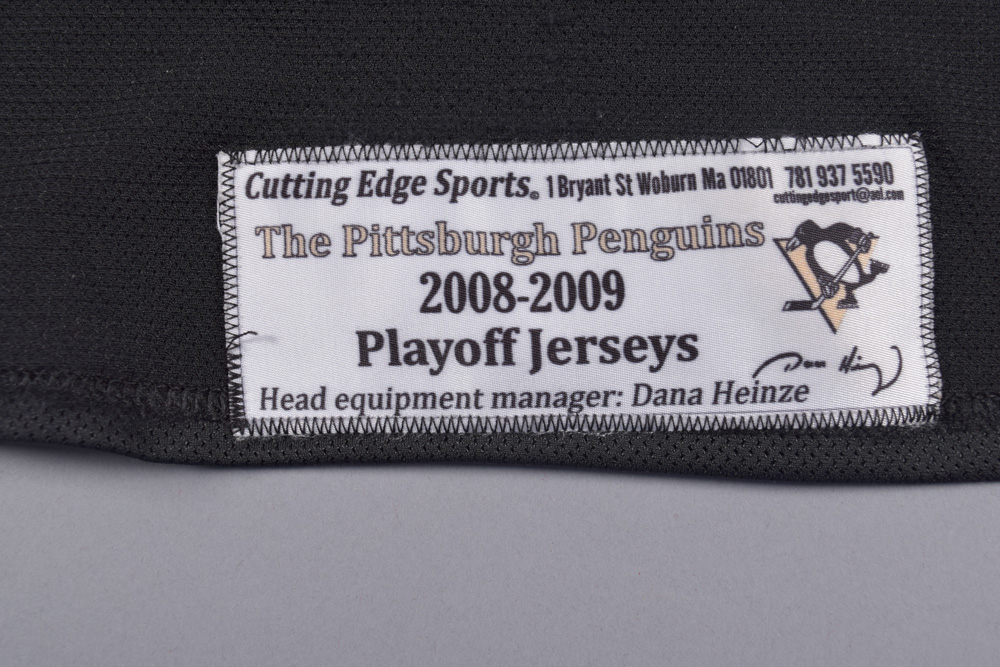 Cutting Edge Sports. 1 Bryant St Woburn Ma 01801 781 937 5590
cuttingedgesport@aol.com
The Pittsburgh Penguins
2008-2009
Playoff Jerseys
Head equipment manager: Dana Heinze